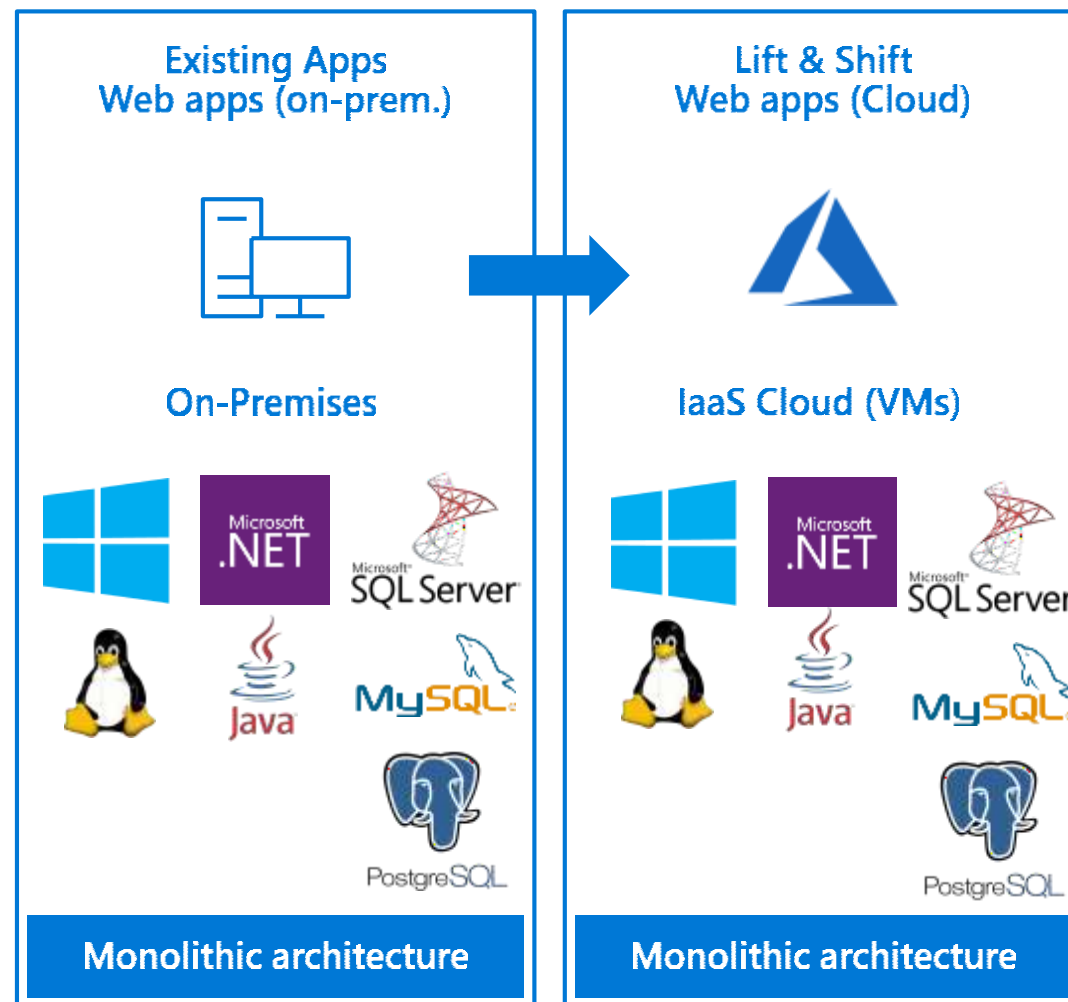 Existing Apps
Web apps (on-prem.)
On-Premises
Microsoft
.NET
Microsoft®
SQL Server
Java
MySQL
PostgreSQL
Monolithic architecture
Lift & Shift
Web apps (Cloud)
IaaS Cloud (VMs)
Microsoft
.NET
Microsoft®
SQL Server
Java
MySQL
PostgreSQL
Monolithic architecture